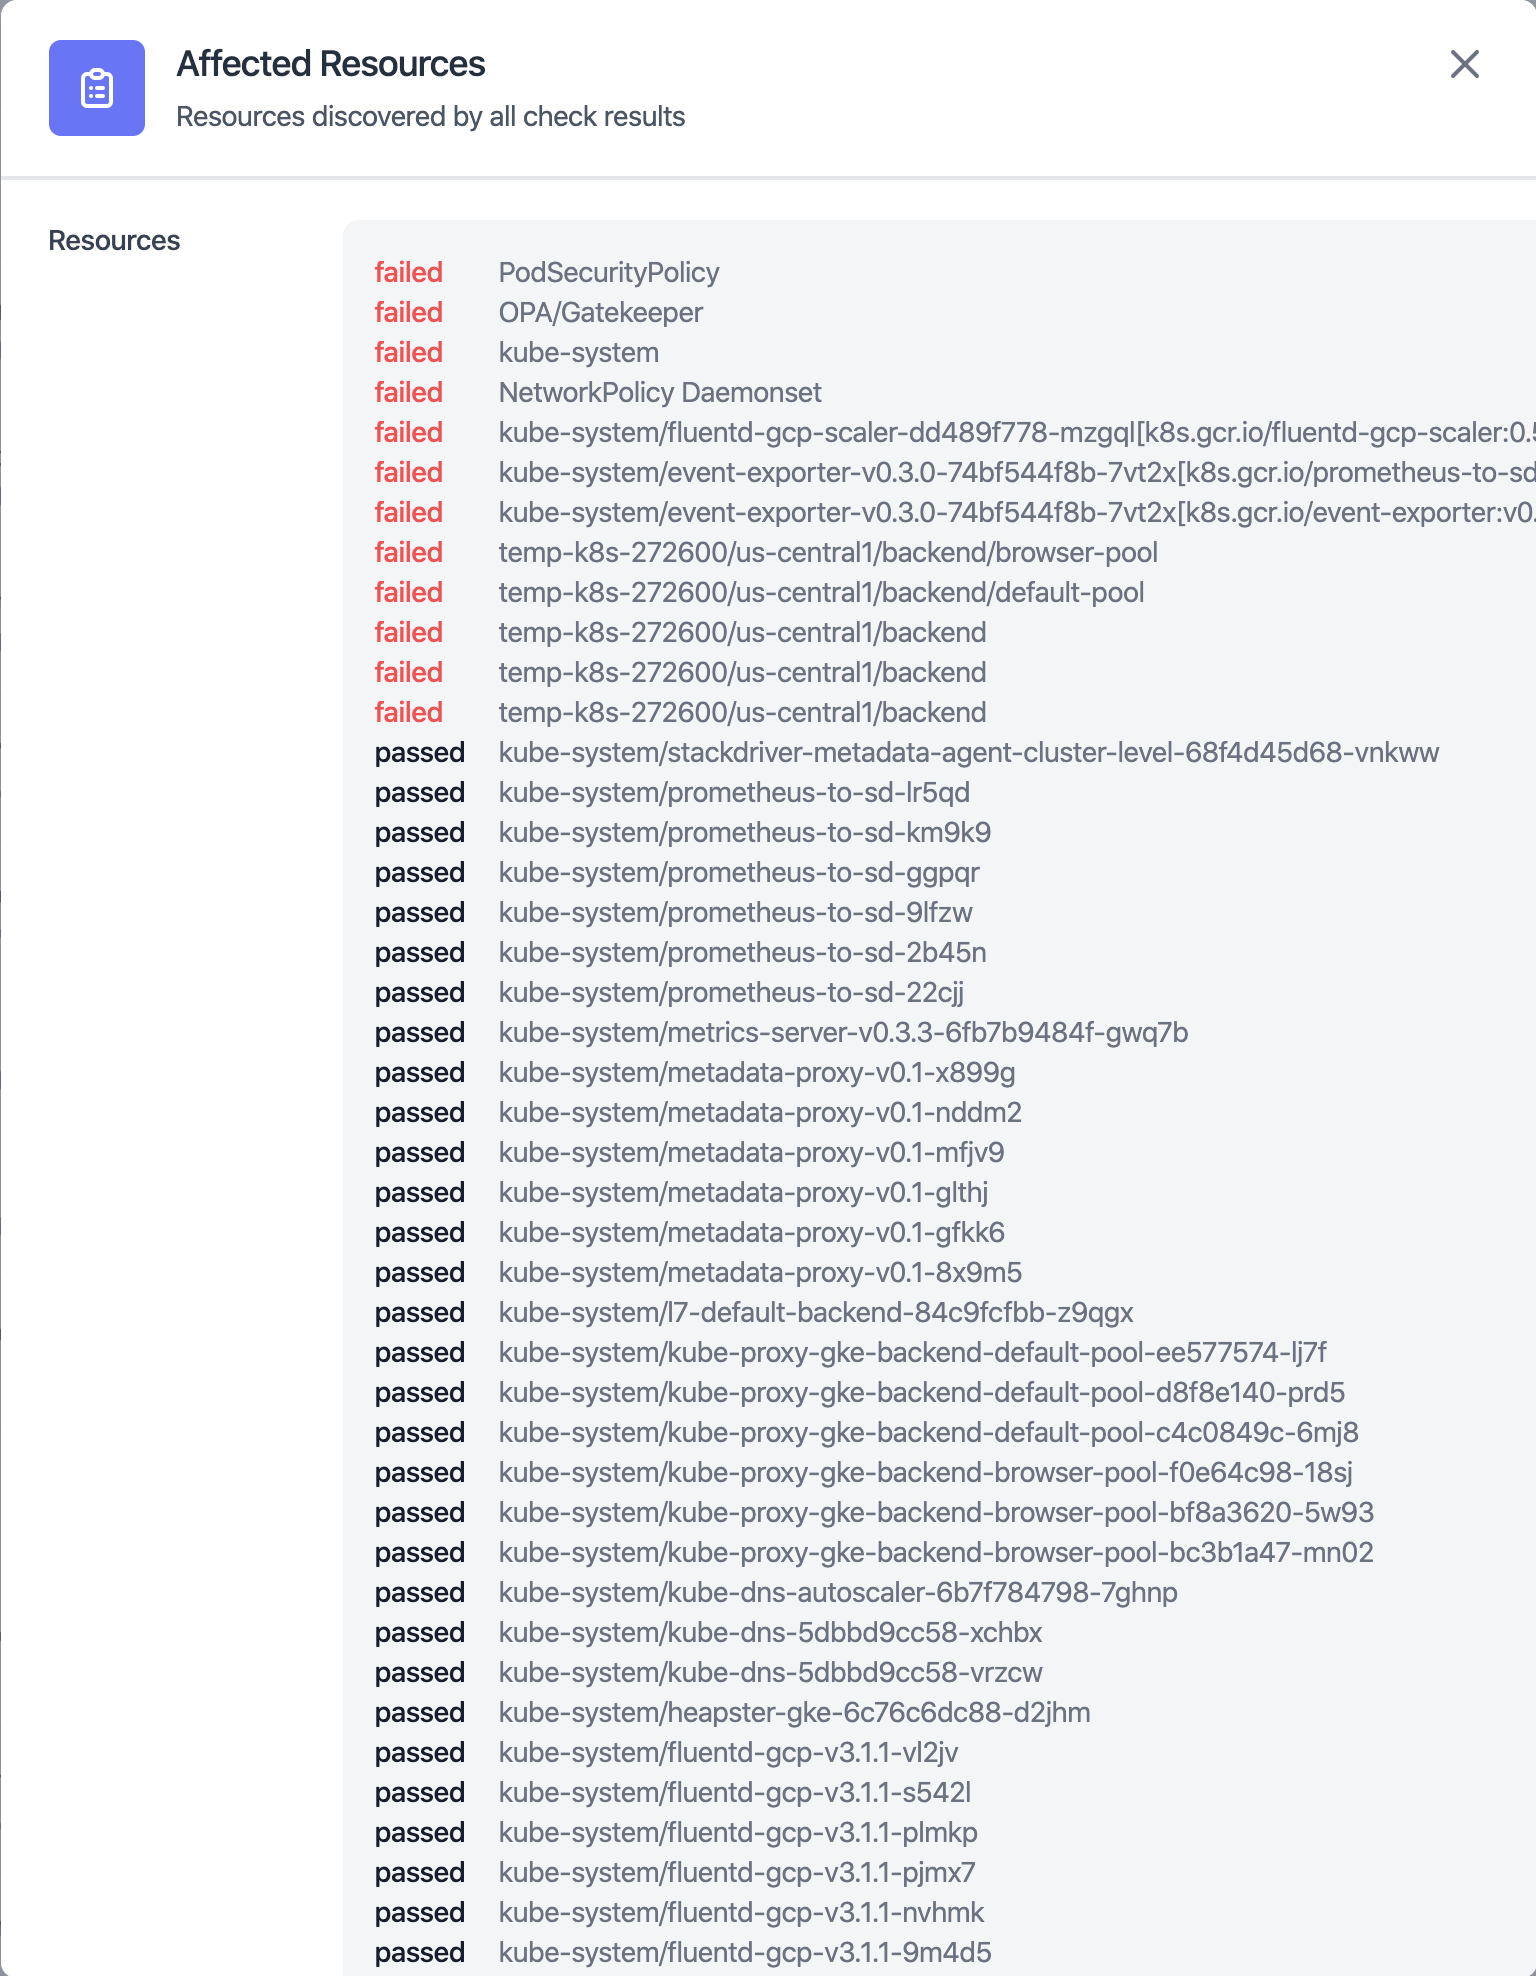 Affected Resources
Resources discovered by all check results
Resources
failed PodSecurityPolicy
failed OPA/Gatekeeper
failed kube-system
failed NetworkPolicy Daemonset
failed kube-system/fluentd-gcp-scaler-dd489f778-mzgql[k8s.gcr.io/fluentd-gcp-scaler:0.5
failed kube-system/event-exporter-v0.3.0-74bf544f8b-7vt2x[k8s.gcr.io/prometheus-to-sd
failed kube-system/event-exporter-v0.3.0-74bf544f8b-7vt2x[k8s.gcr.io/event-exporter:v0.
failed temp-k8s-272600/us-central1/backend/browser-pool
failed temp-k8s-272600/us-central1/backend/default-pool
failed temp-k8s-272600/us-central1/backend
failed temp-k8s-272600/us-central1/backend
failed temp-k8s-272600/us-central1/backend
passed kube-system/stackdriver-metadata-agent-cluster-level-68f4d45d68-vnkww
passed kube-system/prometheus-to-sd-lr5qd
passed kube-system/prometheus-to-sd-km9k9
passed kube-system/prometheus-to-sd-ggpqr
passed kube-system/prometheus-to-sd-9lfzw
passed kube-system/prometheus-to-sd-2b45n
passed kube-system/prometheus-to-sd-22cjj
passed kube-system/metrics-server-v0.3.3-6fb7b9484f-gwq7b
passed kube-system/metadata-proxy-v0.1-x899g
passed kube-system/metadata-proxy-v0.1-nddm2
passed kube-system/metadata-proxy-v0.1-mfjv9
passed kube-system/metadata-proxy-v0.1-glthj
passed kube-system/metadata-proxy-v0.1-gfkk6
passed kube-system/metadata-proxy-v0.1-8x9m5
passed kube-system/l7-default-backend-84c9fcfbb-z9qgx
passed kube-system/kube-proxy-gke-backend-default-pool-ee577574-lj7f
passed kube-system/kube-proxy-gke-backend-default-pool-d8f8e140-prd5
passed kube-system/kube-proxy-gke-backend-default-pool-c4c0849c-6mj8
passed kube-system/kube-proxy-gke-backend-browser-pool-f0e64c98-18sj
passed kube-system/kube-proxy-gke-backend-browser-pool-bf8a3620-5w93
passed kube-system/kube-proxy-gke-backend-browser-pool-bc3b1a47-mn02
passed kube-system/kube-dns-autoscaler-6b7f784798-7ghnp
passed kube-system/kube-dns-5dbbd9cc58-xchbx
passed kube-system/kube-dns-5dbbd9cc58-vrzcw
passed kube-system/heapster-gke-6c76c6dc88-d2jhm
passed kube-system/fluentd-gcp-v3.1.1-vl2jv
passed kube-system/fluentd-gcp-v3.1.1-s542l
passed kube-system/fluentd-gcp-v3.1.1-plmkp
passed kube-system/fluentd-gcp-v3.1.1-pjmx7
passed kube-system/fluentd-gcp-v3.1.1-nvhmk
passed kube-system/fluentd-gcp-v3.1.1-9m4d5